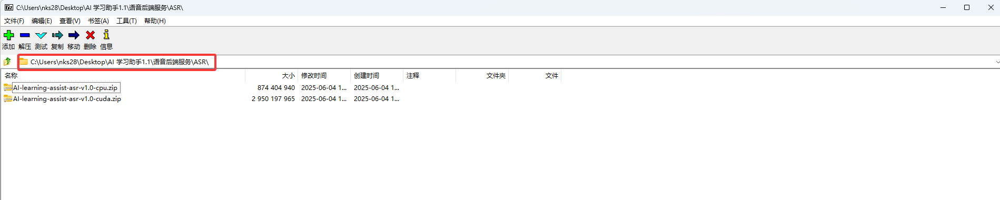 C:\Users\nks28\Desktop\AI 学习助手1.1\语音后端服务\ASR\
文件(F) 编辑(E) 查看(V) 书签(A) 工具(T) 帮助(H)
添加 解压 测试 复制 移动 删除 信息
C:\Users\nks28\Desktop\AI 学习助手1.1\语音后端服务\ASR\
名称 大小 修改时间 创建时间 注释 文件夹 文件
AI-learning-assist-asr-v1.0-cpu.zip 874 404 940 2025-06-04 1... 2025-06-04 1...
AI-learning-assist-asr-v1.0-cuda.zip 2 950 197 965 2025-06-04 1... 2025-06-04 1...